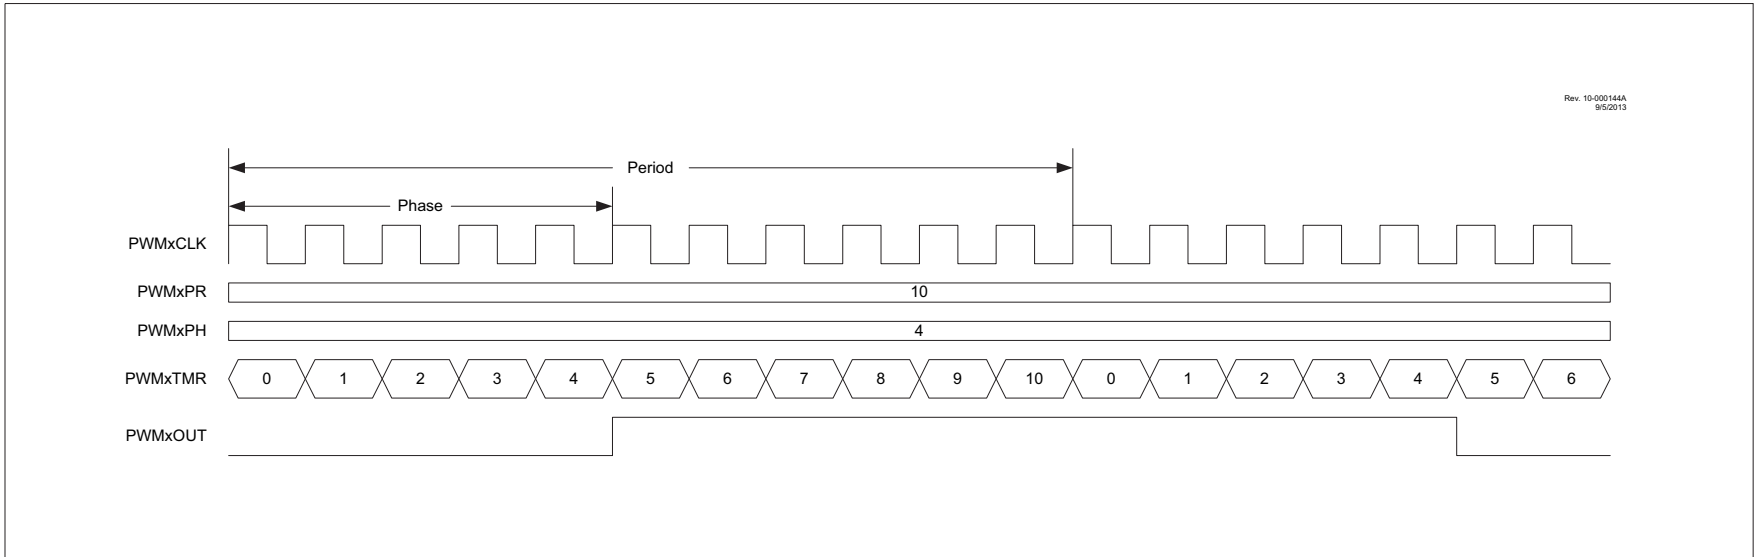 Rev. 10-000144A
9/5/2013
Period
Phase
PWMxCLK
PWMxPR 10
PWMxPH 4
PWMxTMR 0 1 2 3 4 5 6 7 8 9 10 0 1 2 3 4 5 6
PWMxOUT